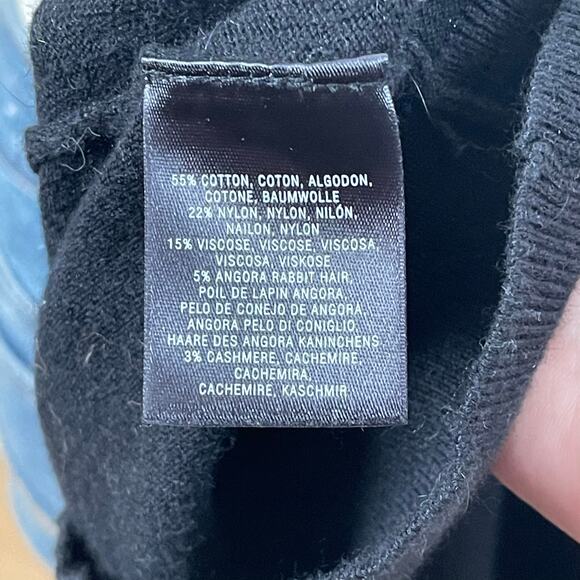 55% COTTON, COTON, ALGODON,
COTONE, BAUMWOLLE
22% NYLON, NYLON, NILÓN,
NAILON, NYLON
15% VISCOSE, VISCOSE, VISCOSA,
VISCOSA, VISKOSE
5% ANGORA RABBIT HAIR,
POIL DE LAPIN ANGORA,
PELO DE CONEJO DE ANGORA,
ANGORA PELO DI CONIGLIO,
HAARE DES ANGORA KANINCHENS
3% CASHMERE, CACHEMIRE,
CACHEMIRA,
CACHEMIRE, KASCHMIR